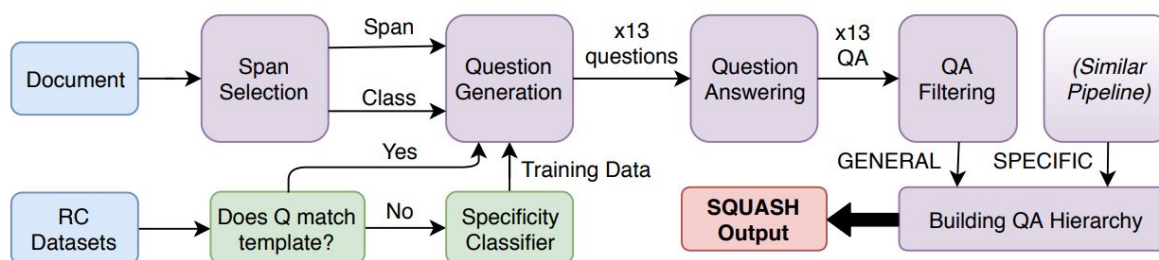 Document
Span
Selection
Span
Class
Question
Generation
x13
questions
Question
Answering
x13
QA
QA
Filtering
(Similar
Pipeline)
Yes
Training Data
GENERAL
SPECIFIC
RC
Datasets
Does Q match
template?
No
Specificity
Classifier
SQUASH
Output
Building QA Hierarchy